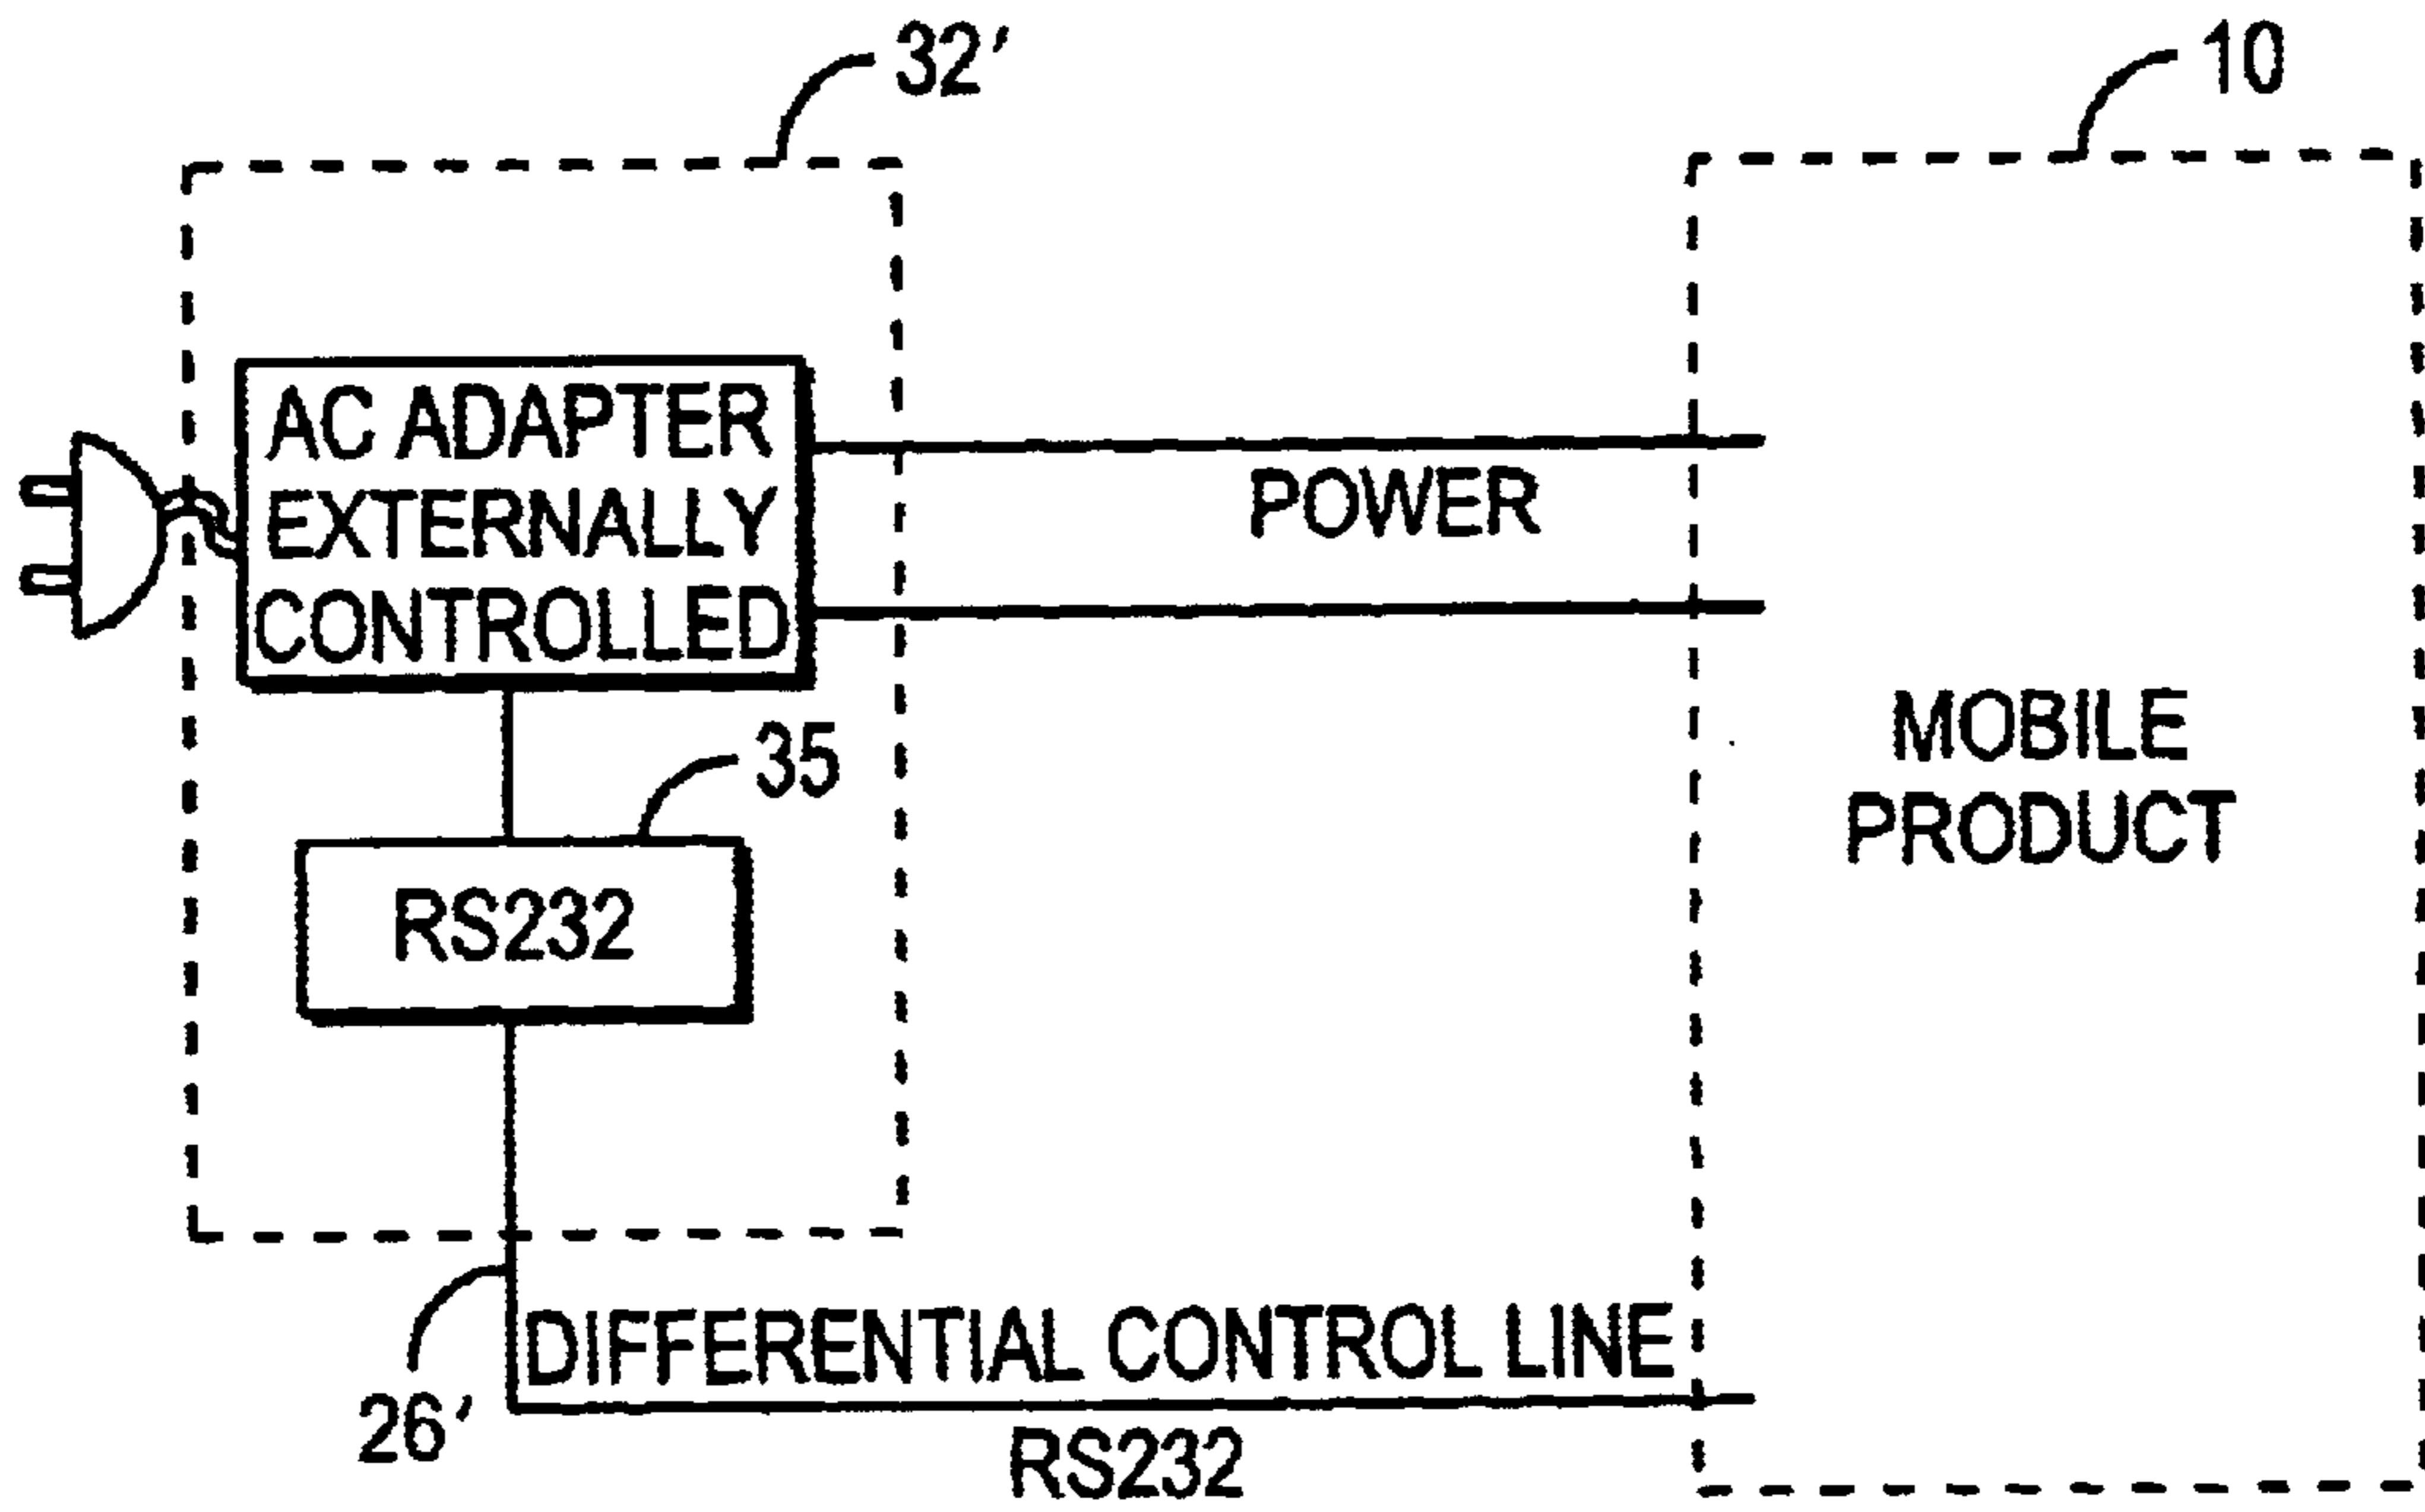 32'
10
AC ADAPTER
EXTERNALLY
CONTROLLED
POWER
MOBILE
PRODUCT
35
RS232
DIFFERENTIAL CONTROL LINE
26'
RS232